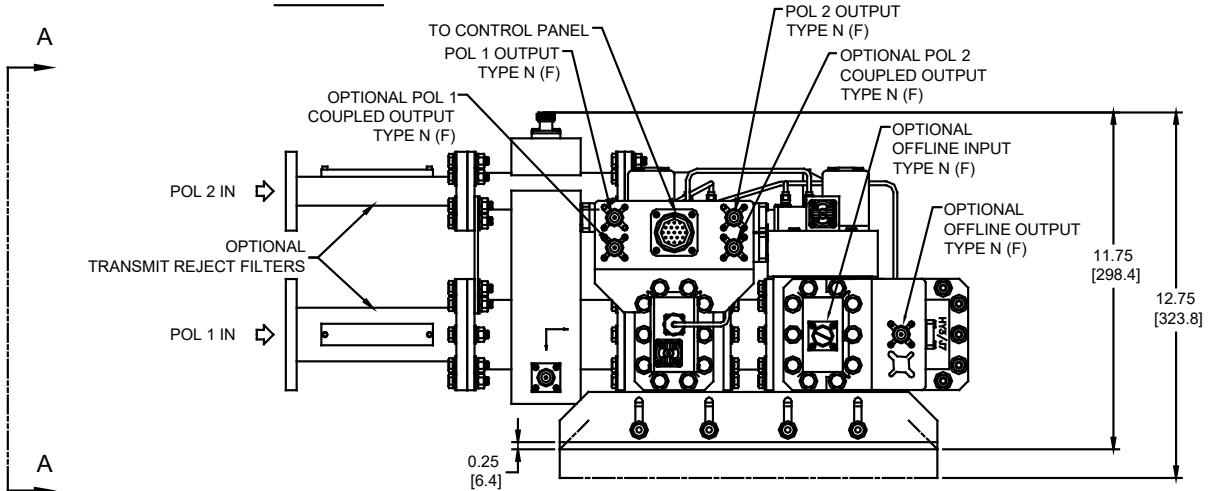 A
TO CONTROL PANEL
POL 1 OUTPUT
TYPE N (F)
OPTIONAL POL 1
COUPLED OUTPUT
TYPE N (F)
POL 2 OUTPUT
TYPE N (F)
OPTIONAL POL 2
COUPLED OUTPUT
TYPE N (F)
OPTIONAL
OFFLINE INPUT
TYPE N (F)
OPTIONAL
OFFLINE OUTPUT
TYPE N (F)
POL 2 IN
OPTIONAL
TRANSMIT REJECT FILTERS
POL 1 IN
11.75
[298.4]
12.75
[323.8]
0.25
[6.4]
A